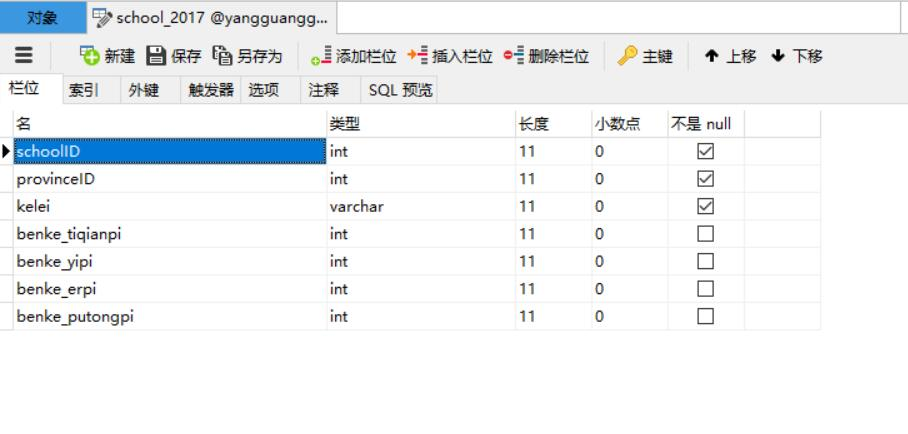 对象 school_2017 @yangguangg...
新建 保存 另存为 添加栏位 插入栏位 删除栏位 主键 上移 下移
栏位 索引 外键 触发器 选项 注释 SQL 预览
名 类型 长度 小数点 不是 null
schoolID int 11 0
provinceID int 11 0
kelei varchar 11 0
benke_tiqianpi int 11 0
benke_yipi int 11 0
benke_erpi int 11 0
benke_putongpi int 11 0